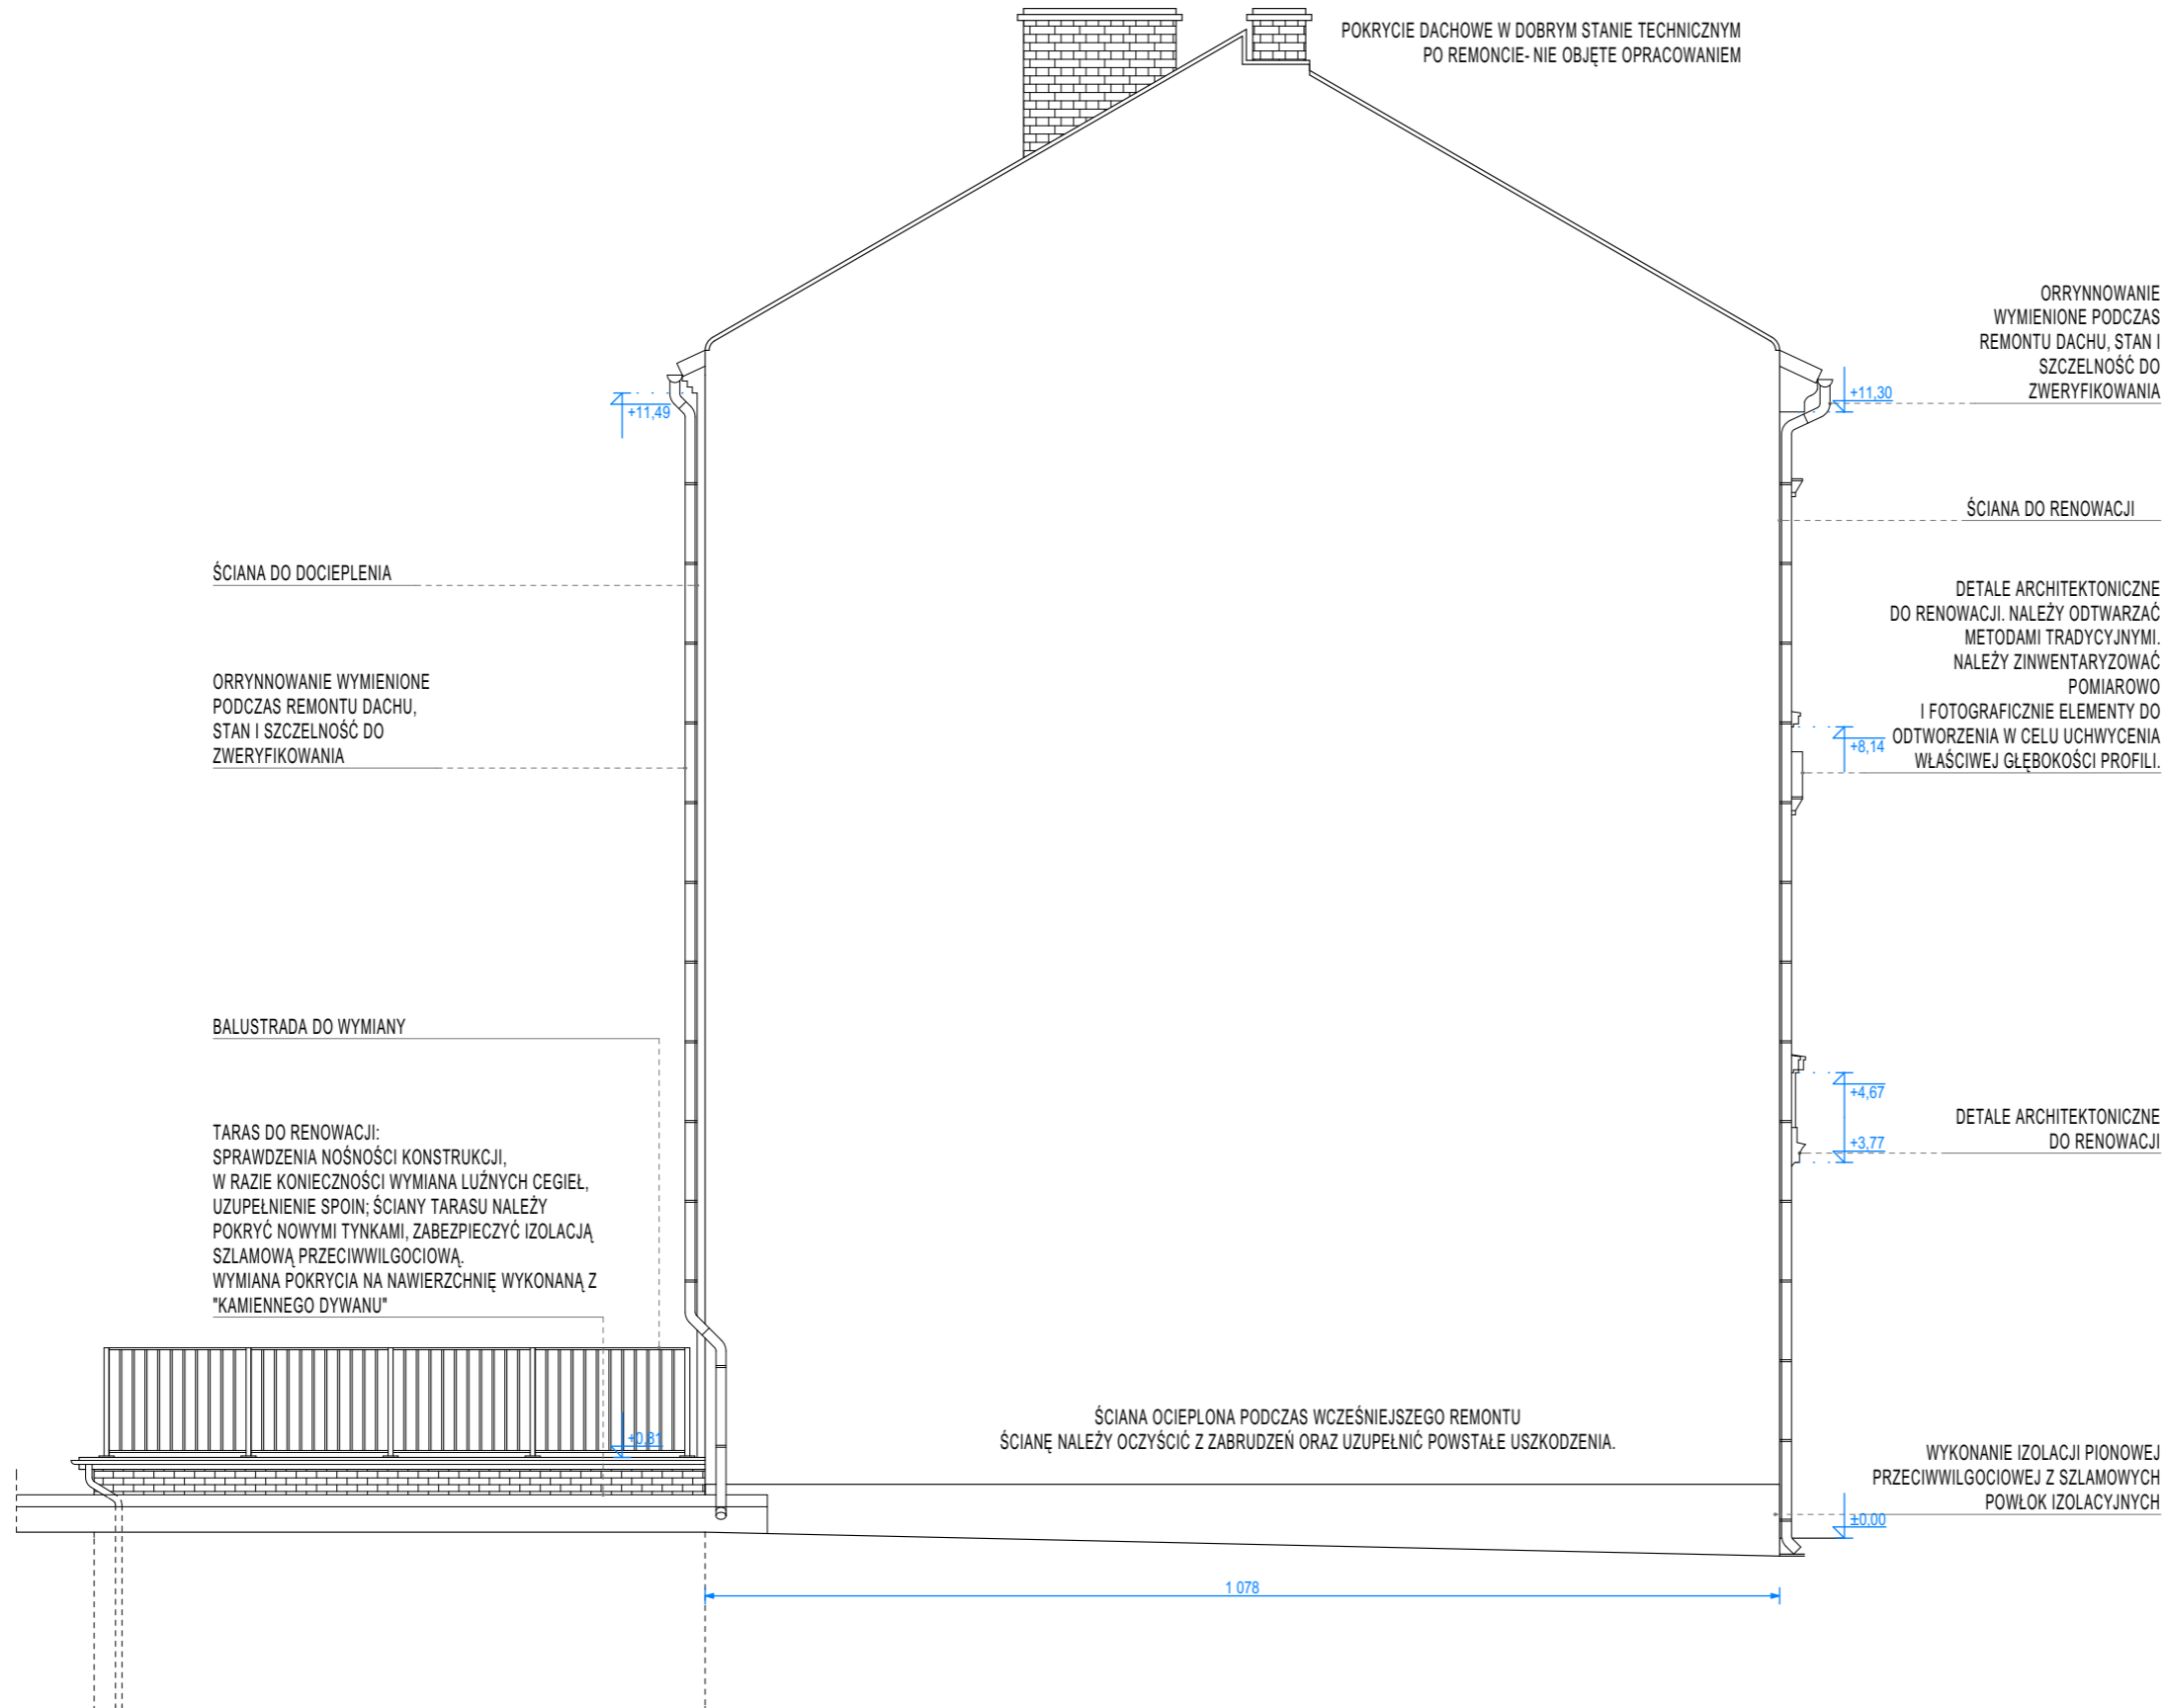 POKRYCIE DACHOWE W DOBRYM STANIE TECHNICZNYM
PO REMONCIE- NIE OBJĘTE OPRACOWANIEM
ORRYNNOWANIE
WYMIENIONE PODCZAS
REMONTU DACHU, STAN I
SZCZELNOŚĆ DO
ZWERYFIKOWANIA
+11,49
+11,30
ŚCIANA DO RENOWACJI
ŚCIANA DO DOCIEPLENIA
DETALE ARCHITEKTONICZNE
DO RENOWACJI. NALEŻY ODTWARZAĆ
METODAMI TRADYCYJNYMI.
NALEŻY ZINWENTARYZOWAĆ
POMIAROWO
I FOTOGRAFICZNIE ELEMENTY DO
ODTWORZENIA W CELU UCHWYCENIA
WŁAŚCIWEJ GŁĘBOKOŚCI PROFILI.
+8,14
ORRYNNOWANIE WYMIENIONE
PODCZAS REMONTU DACHU,
STAN I SZCZELNOŚĆ DO
ZWERYFIKOWANIA
BALUSTRADA DO WYMIANY
+4,67
+3,77
DETALE ARCHITEKTONICZNE
DO RENOWACJI
TARAS DO RENOWACJI:
SPRAWDZENIA NOŚNOŚCI KONSTRUKCJI,
W RAZIE KONIECZNOŚCI WYMIANA LUŹNYCH CEGIEŁ,
UZUPEŁNIENIE SPOIN; ŚCIANY TARASU NALEŻY
POKRYĆ NOWYMI TYNKAMI, ZABEZPIECZYĆ IZOLACJĄ
SZLAMOWĄ PRZECIWWILGOCIOWĄ.
WYMIANA POKRYCIA NA NAWIERZCHNIĘ WYKONANĄ Z
"KAMIENNEGO DYWANU"
+0,81
ŚCIANA OCIEPLONA PODCZAS WCZEŚNIEJSZEGO REMONTU
ŚCIANĘ NALEŻY OCZYŚCIĆ Z ZABRUDZEŃ ORAZ UZUPEŁNIĆ POWSTAŁE USZKODZENIA.
WYKONANIE IZOLACJI PIONOWEJ
PRZECIWWILGOCIOWEJ Z SZLAMOWYCH
POWŁOK IZOLACYJNYCH
±0,00
1 078